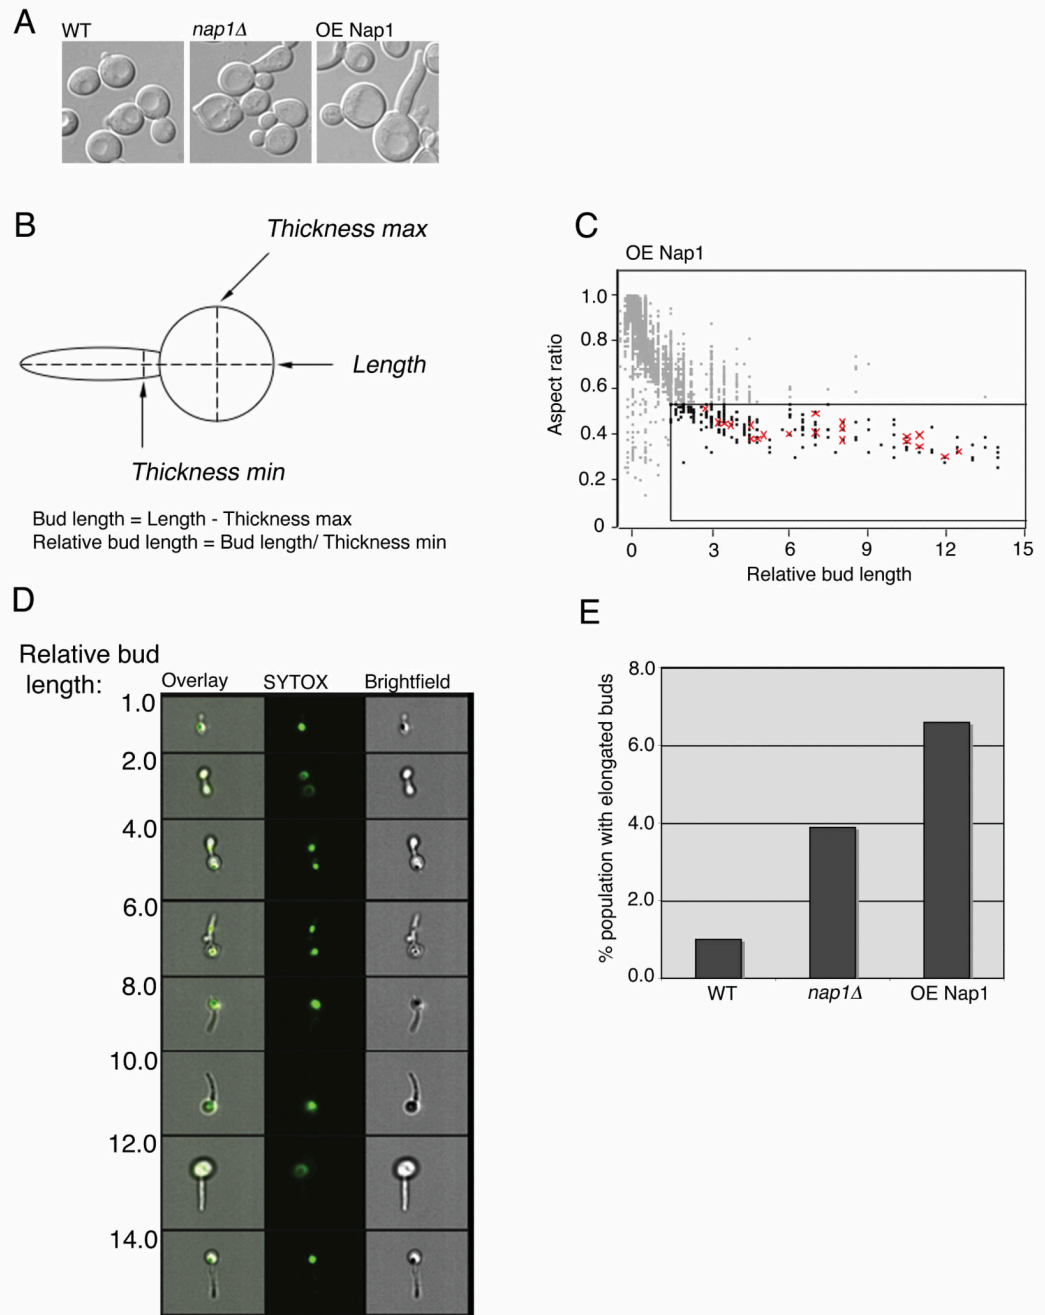 A
WT
nap1Δ
OE Nap1
B
Thickness max
Length
Thickness min
Bud length = Length - Thickness max
Relative bud length = Bud length/ Thickness min
C
OE Nap1
Aspect ratio
1.0
0.8
0.6
0.4
0.2
0
0 3 6 9 12 15
Relative bud length
D
Relative bud
length:
Overlay SYTOX Brightfield
1.0
2.0
4.0
6.0
8.0
10.0
12.0
14.0
E
% population with elongated buds
8.0
6.0
4.0
2.0
0.0
WT nap1Δ OE Nap1